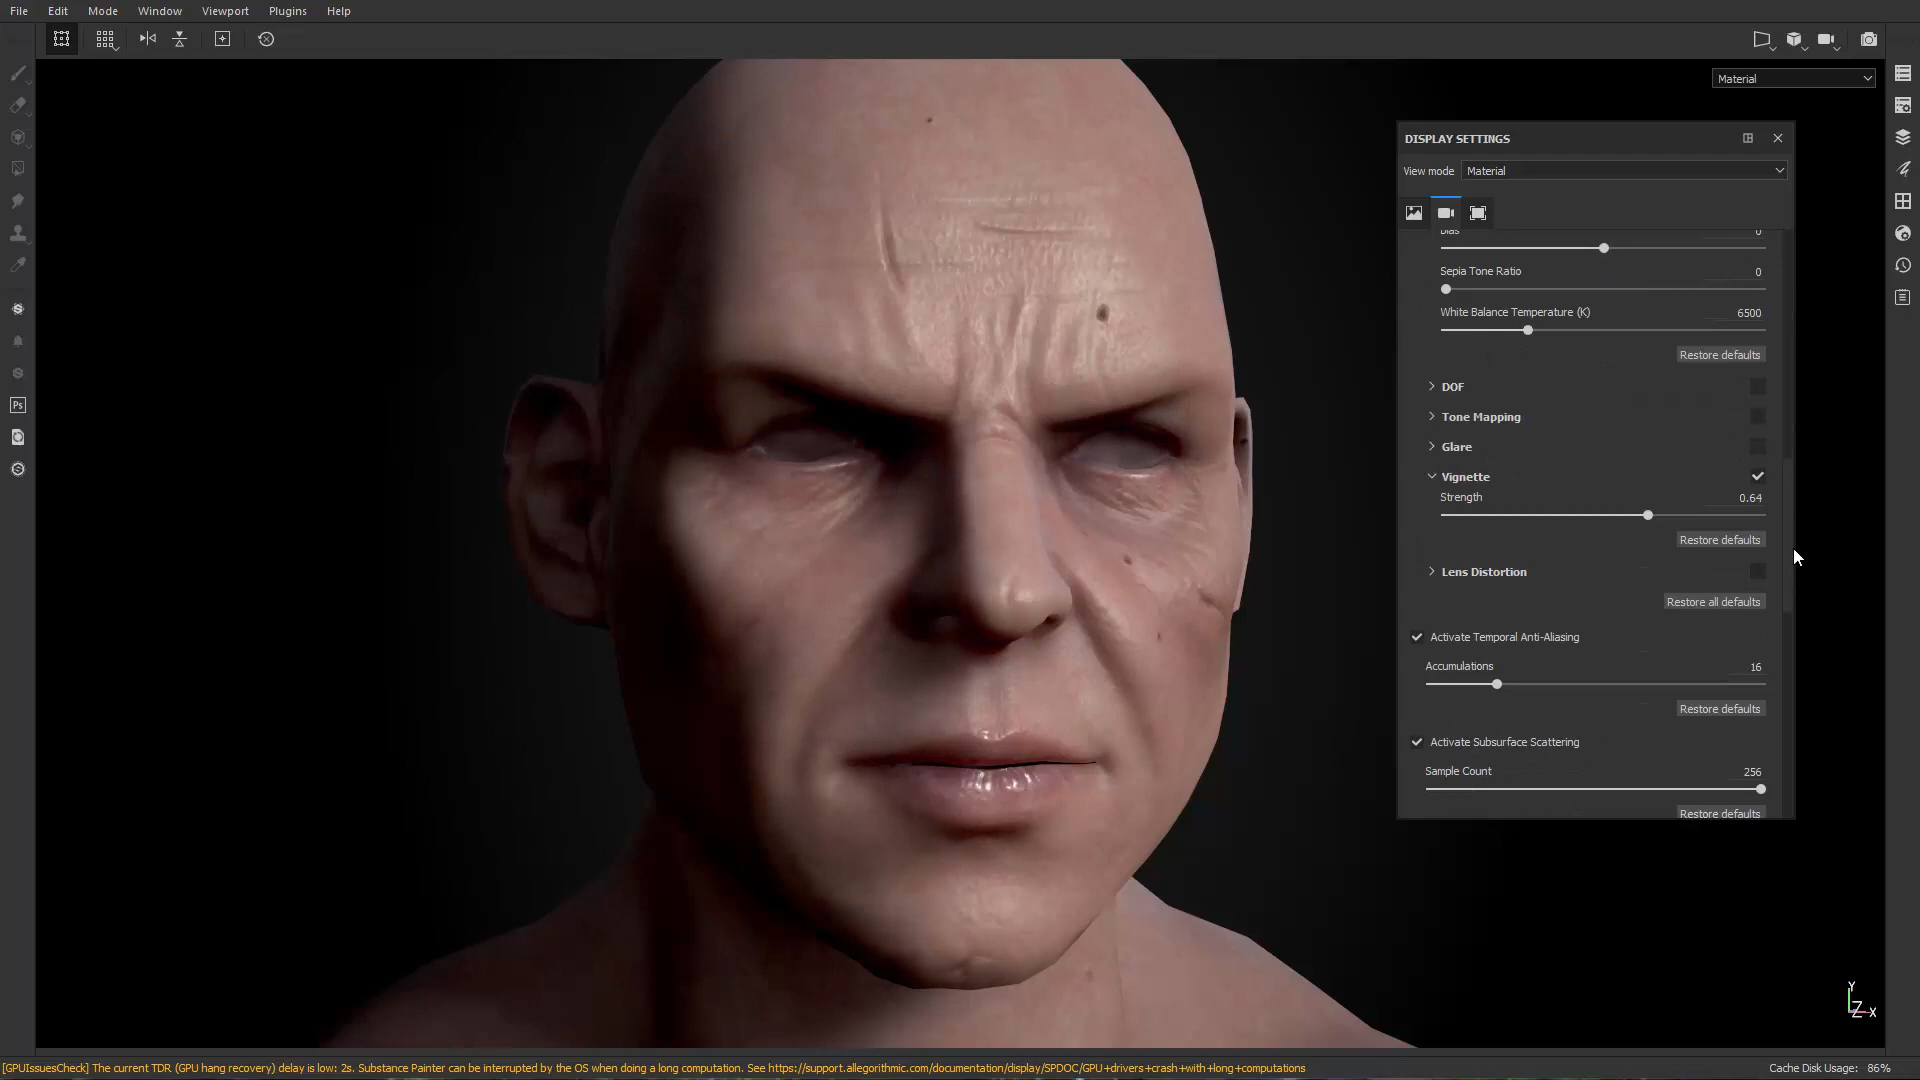 File Edit Mode Window Viewport Plugins Help
Material
DISPLAY SETTINGS
View mode Material
Bias 0
Sepia Tone Ratio 0
White Balance Temperature (K) 6500
Restore defaults
DOF
Tone Mapping
Glare
Vignette
Strength 0.64
Restore defaults
Lens Distortion
Restore all defaults
Activate Temporal Anti-Aliasing
Accumulations 16
Restore defaults
Activate Subsurface Scattering
Sample Count 256
Restore defaults
Ps
Y
Z X
[GPUIssuesCheck] The current TDR (GPU hang recovery) delay is low: 2s. Substance Painter can be interrupted by the OS when doing a long computation. See https://support.allegorithmic.com/documentation/display/SPDOC/GPU+drivers+crash+with+long+computations
Cache Disk Usage: 86%